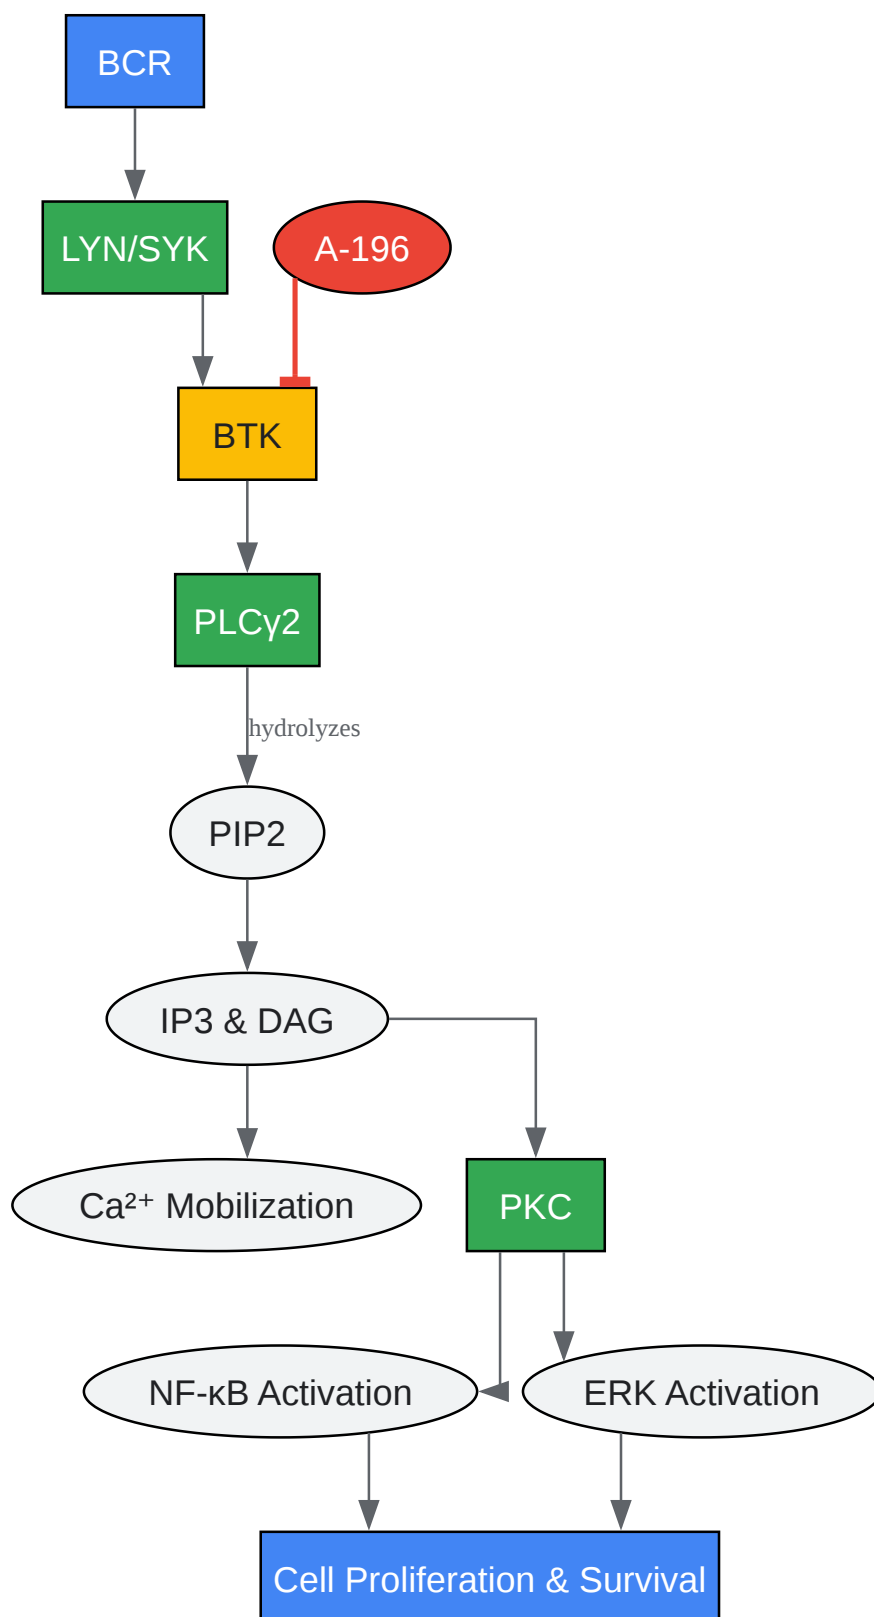 BCR
LYN/SYK
A-196
BTK
PLCγ2
hydrolyzes
PIP2
IP3 & DAG
Ca²⁺ Mobilization
PKC
NF-κB Activation
ERK Activation
Cell Proliferation & Survival